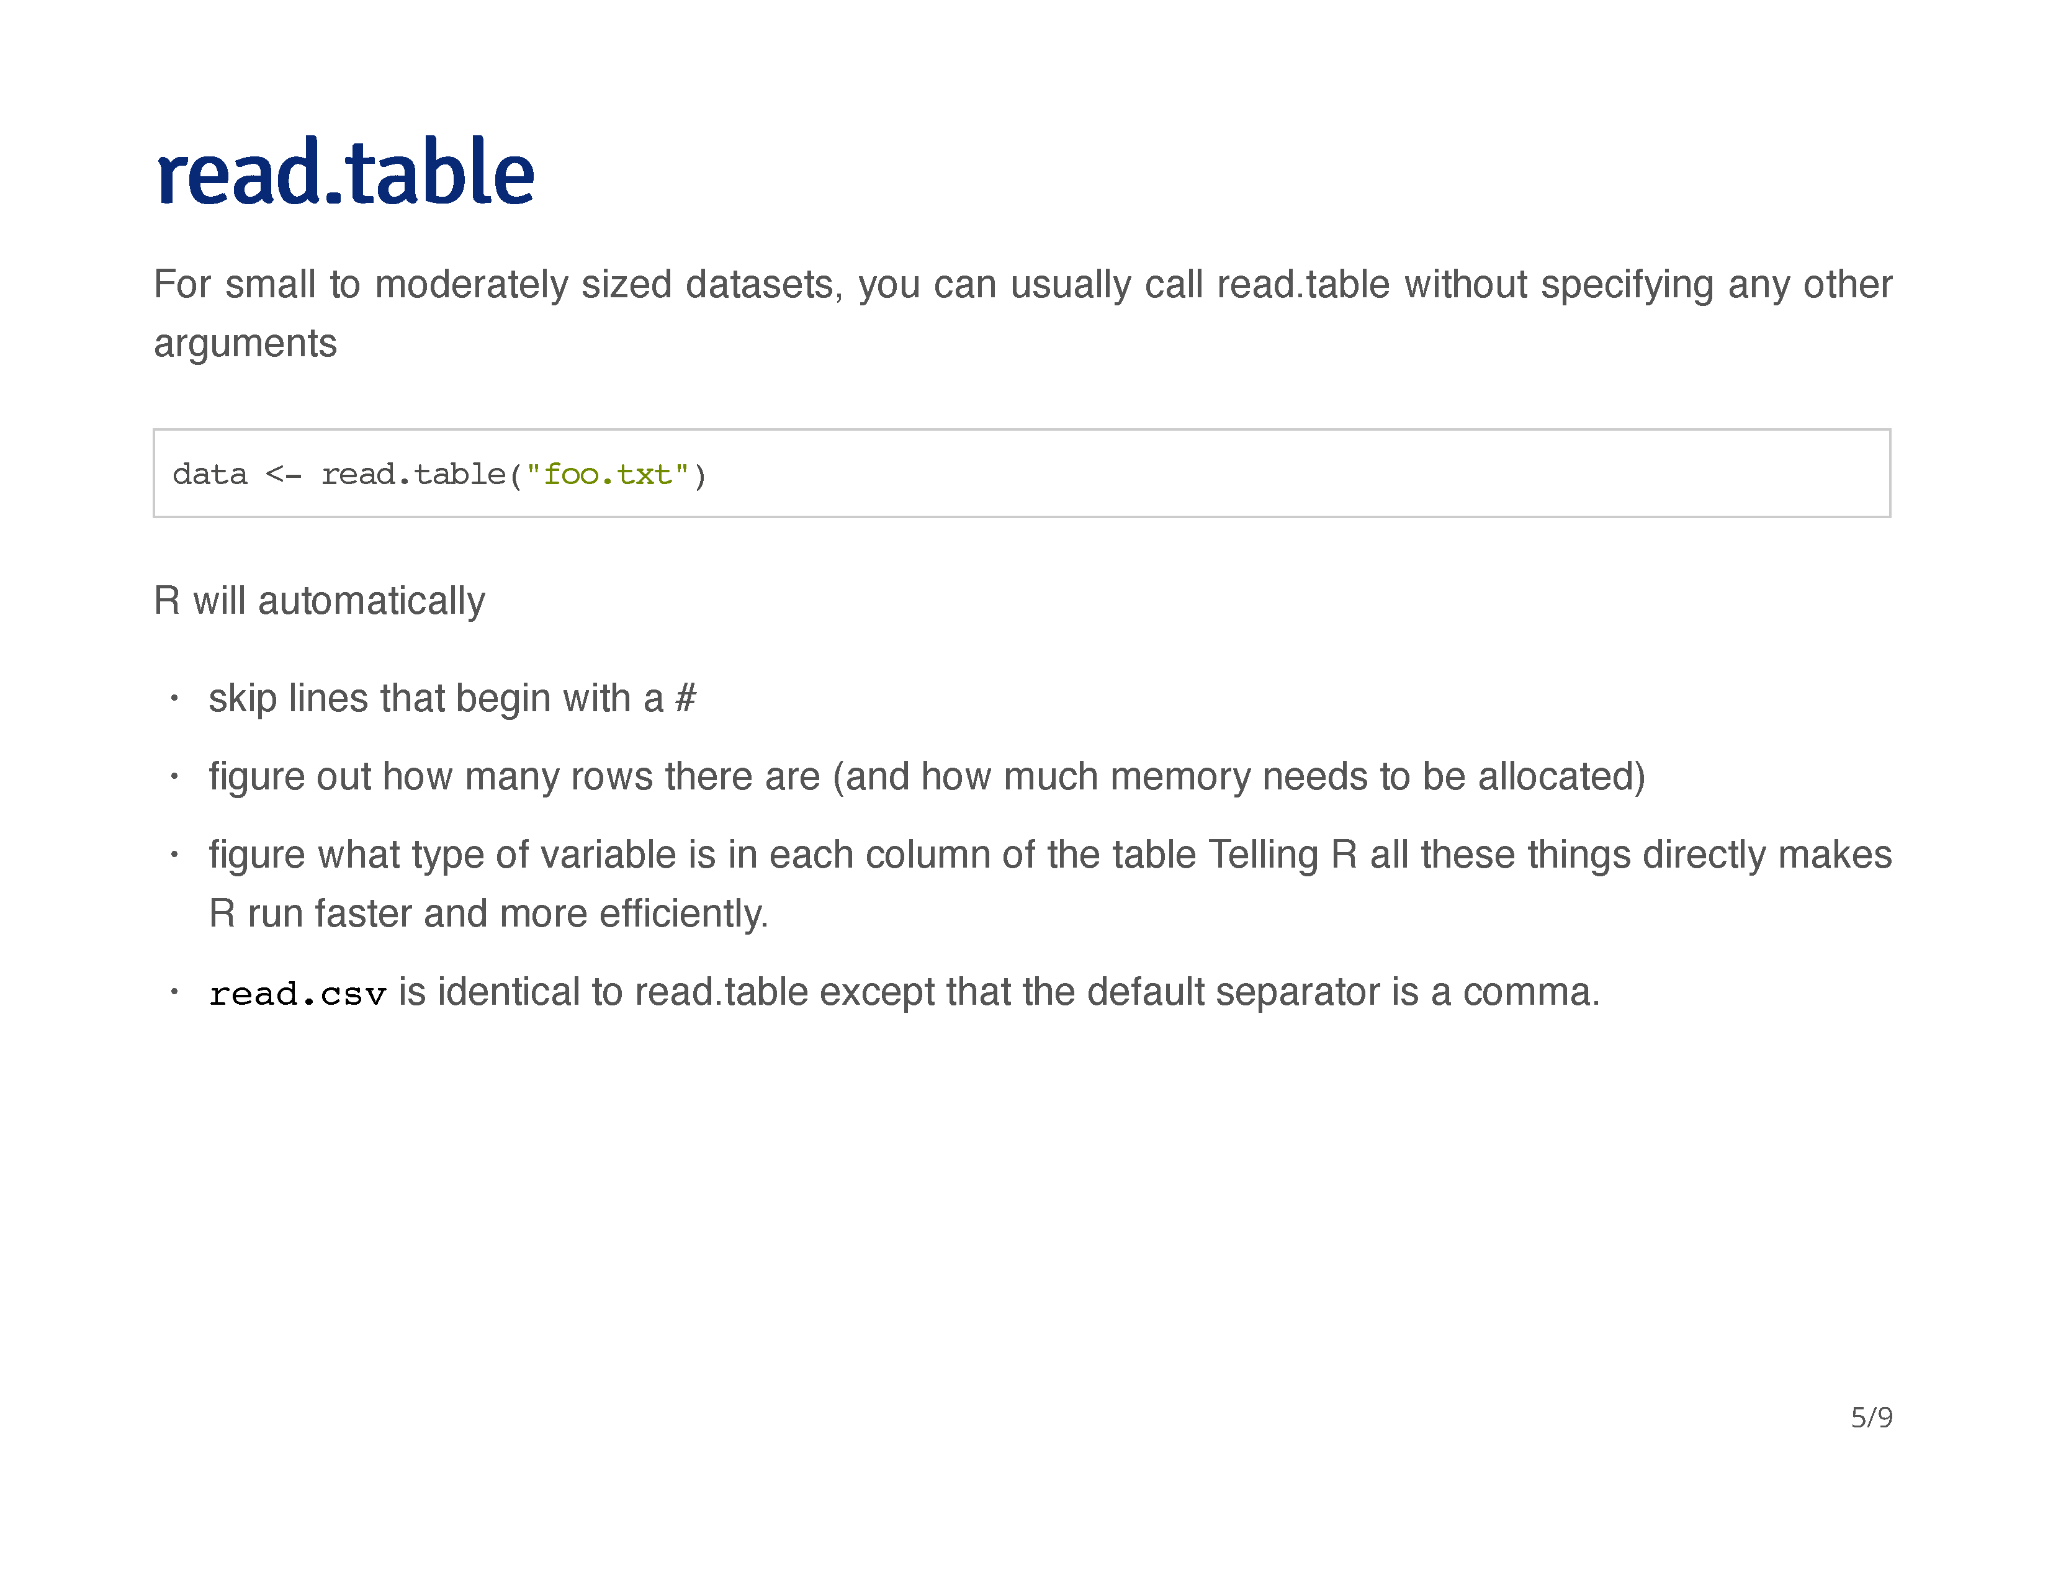 read.table
For small to moderately sized datasets, you can usually call read.table without specifying any other
arguments
data <- read.table("foo.txt")
R will automatically
· skip lines that begin with a #
· figure out how many rows there are (and how much memory needs to be allocated)
· figure what type of variable is in each column of the table Telling R all these things directly makes
R run faster and more efficiently.
· read.csv is identical to read.table except that the default separator is a comma.
5/9